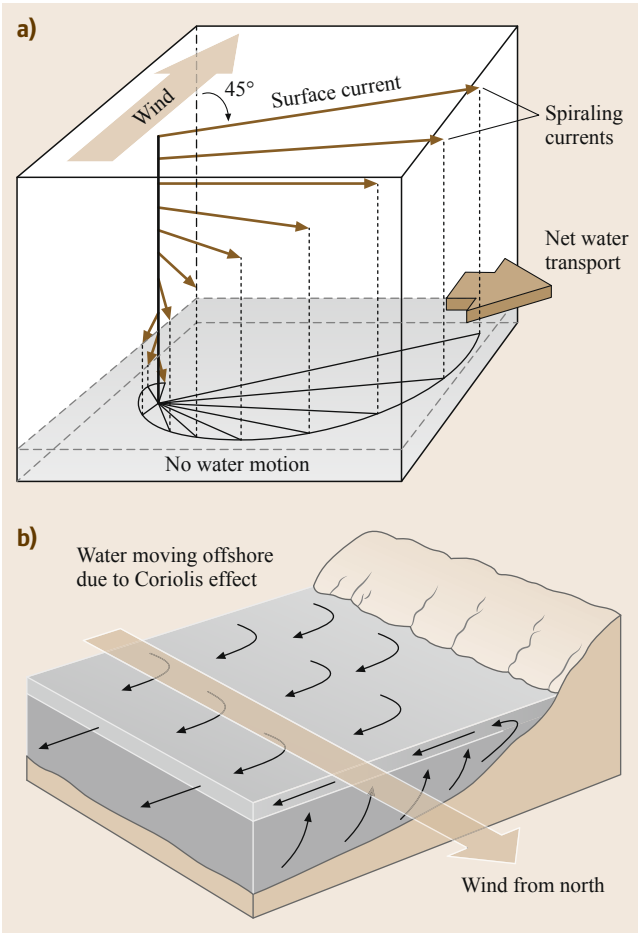 a)
Wind
45°
Surface current
Spiraling
currents
Net water
transport
No water motion
b)
Water moving offshore
due to Coriolis effect
Wind from north